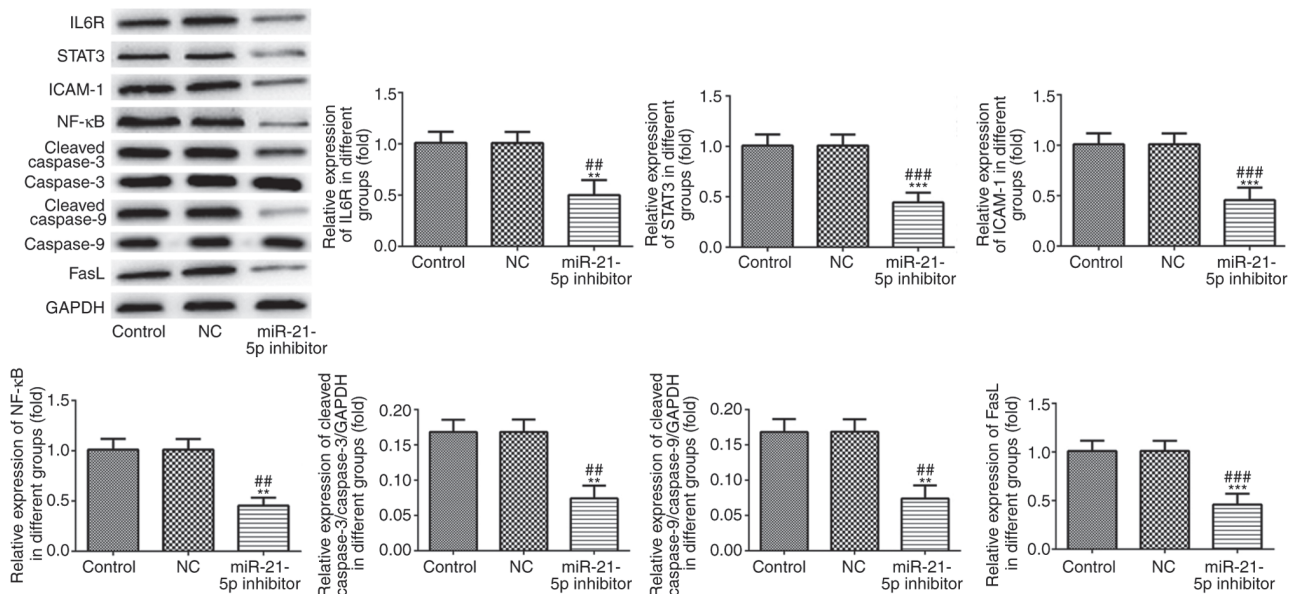 IL6R
STAT3
ICAM-1
NF-κB
Cleaved
caspase-3
Caspase-3
Cleaved
caspase-9
Caspase-9
FasL
GAPDH
Control NC miR-21-
5p inhibitor
Relative expression
of IL6R in different
groups (fold)
1.5
1.0
0.5
0.0
##
**
Control NC miR-21-
5p inhibitor
Relative expression
of STAT3 in different
groups (fold)
1.5
1.0
0.5
0.0
###
***
Control NC miR-21-
5p inhibitor
Relative expression
of ICAM-1 in different
groups (fold)
1.5
1.0
0.5
0.0
###
***
Control NC miR-21-
5p inhibitor
Relative expression of NF-κB
in different groups (fold)
1.5
1.0
0.5
0.0
##
**
Control NC miR-21-
5p inhibitor
Relative expression of cleaved
caspase-3/caspase-3/GAPDH
in different groups (fold)
0.20
0.15
0.10
0.05
0.00
##
**
Control NC miR-21-
5p inhibitor
Relative expression of cleaved
caspase-9/caspase-9/GAPDH
in different groups (fold)
0.20
0.15
0.10
0.05
0.00
##
**
Control NC miR-21-
5p inhibitor
Relative expression of FasL
in different groups (fold)
1.5
1.0
0.5
0.0
###
***
Control NC miR-21-
5p inhibitor